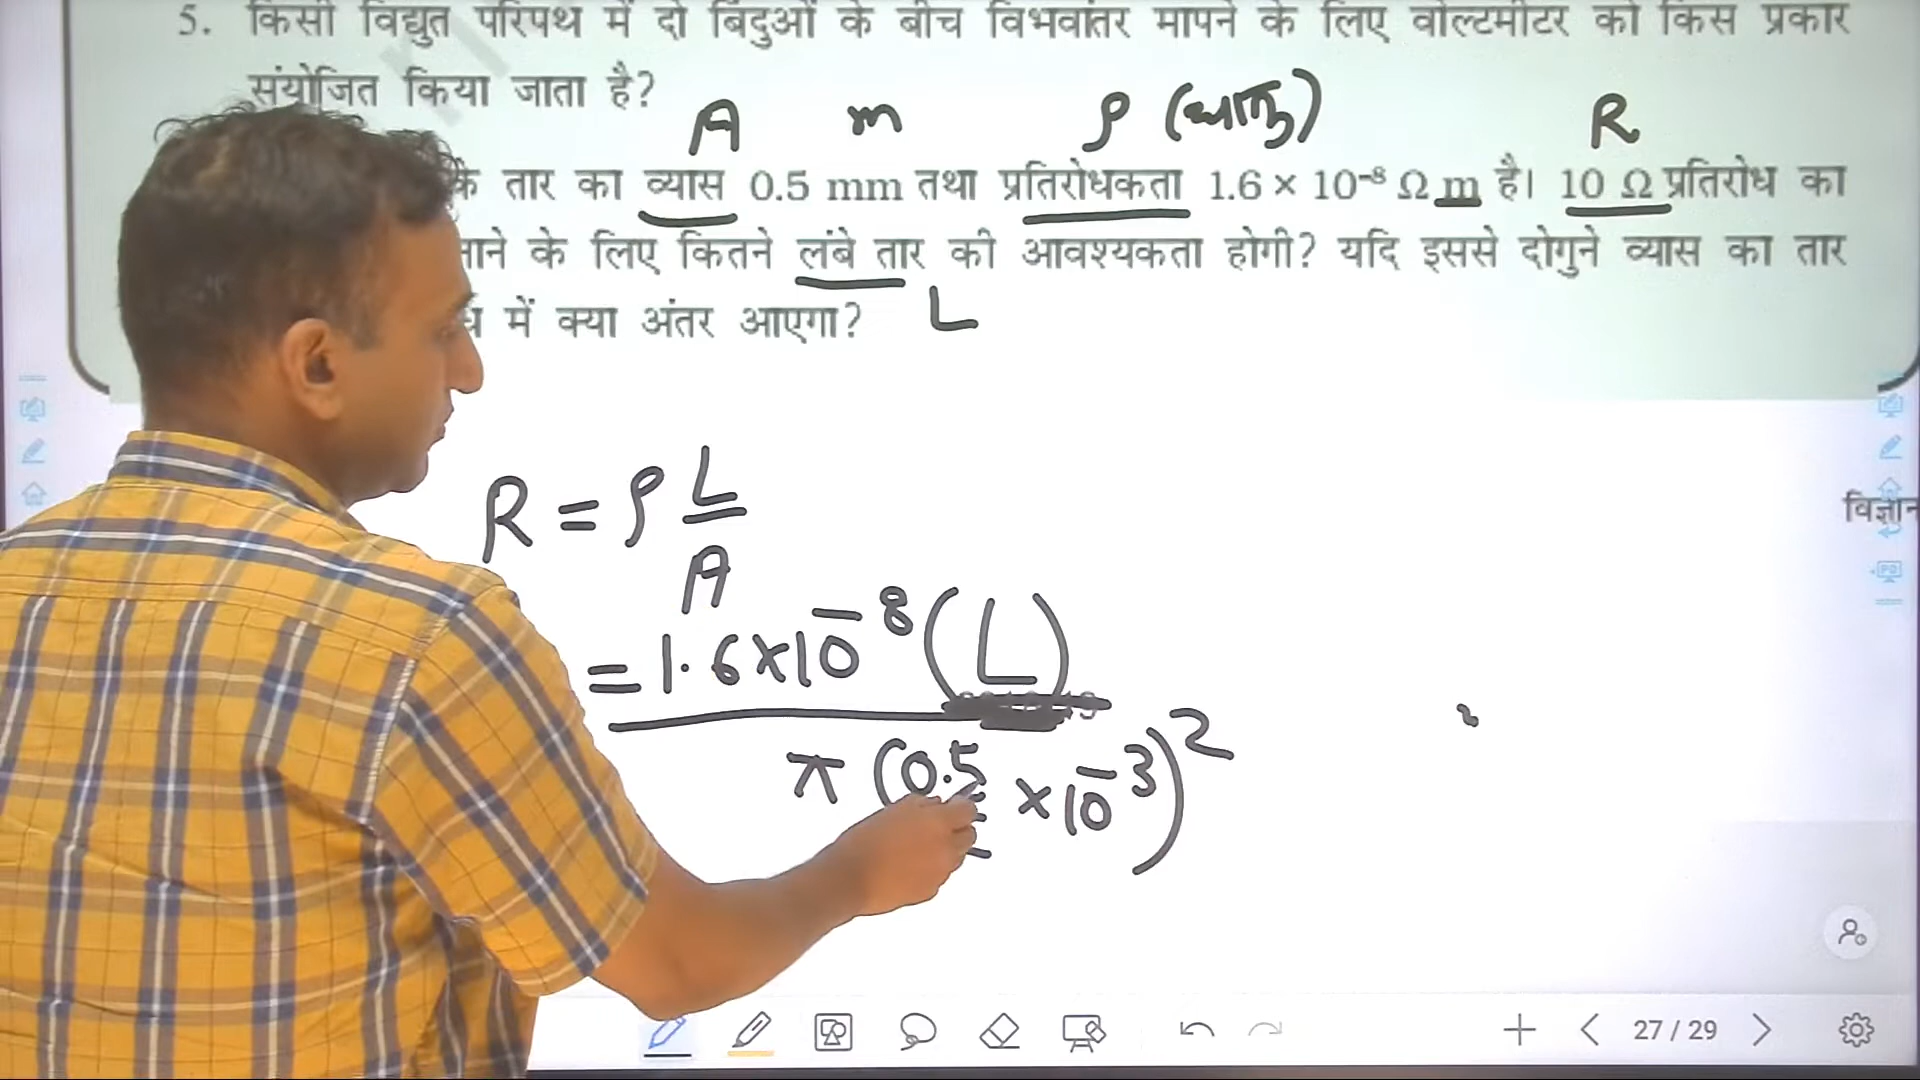 5. किसी विद्युत परिपथ में दो बिंदुओं के बीच विभवांतर मापने के लिए वोल्टमीटर को किस प्रकार
संयोजित किया जाता है?
A m ρ (धातु) R
के तार का व्यास 0.5 mm तथा प्रतिरोधकता 1.6 × 10⁻⁸ Ω m है। 10 Ω प्रतिरोध का
के लिए कितने लंबे तार की आवश्यकता होगी? यदि इससे दोगुने व्यास का तार
में क्या अंतर आएगा? L
R = ρ L/A
विज्ञान
= 1.6×10⁻⁸ (L)
π (0.5 ×10⁻³)²
27 / 29